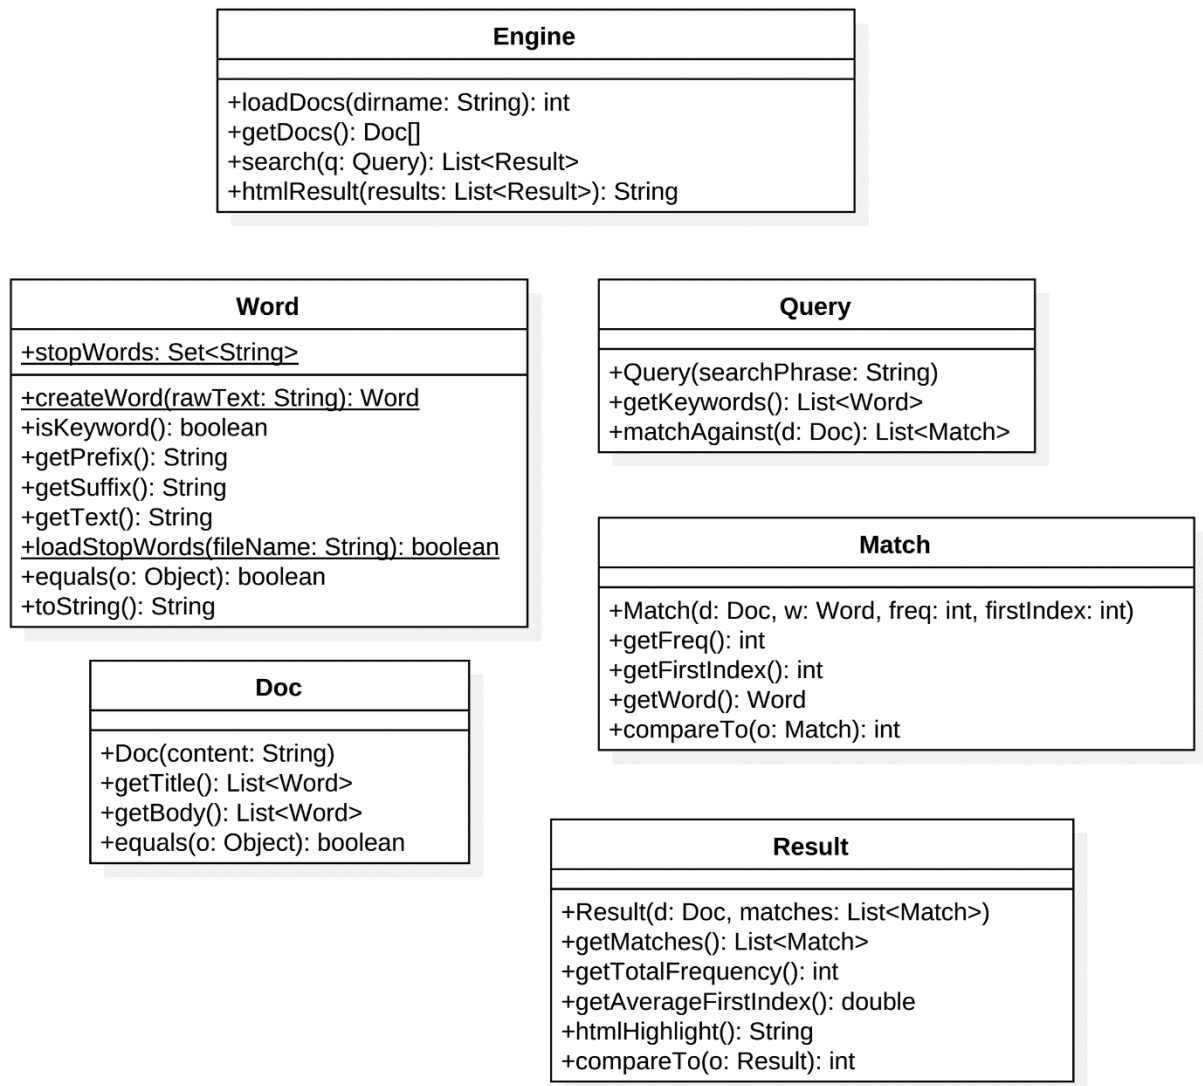 Engine
+loadDocs(dirname: String): int
+getDocs(): Doc[]
+search(q: Query): List<Result>
+htmlResult(results: List<Result>): String
Word
+stopWords: Set<String>
+createWord(rawText: String): Word
+isKeyword(): boolean
+getPrefix(): String
+getSuffix(): String
+getText(): String
+loadStopWords(fileName: String): boolean
+equals(o: Object): boolean
+toString(): String
Query
+Query(searchPhrase: String)
+getKeywords(): List<Word>
+matchAgainst(d: Doc): List<Match>
Match
+Match(d: Doc, w: Word, freq: int, firstIndex: int)
+getFreq(): int
+getFirstIndex(): int
+getWord(): Word
+compareTo(o: Match): int
Doc
+Doc(content: String)
+getTitle(): List<Word>
+getBody(): List<Word>
+equals(o: Object): boolean
Result
+Result(d: Doc, matches: List<Match>)
+getMatches(): List<Match>
+getTotalFrequency(): int
+getAverageFirstIndex(): double
+htmlHighlight(): String
+compareTo(o: Result): int